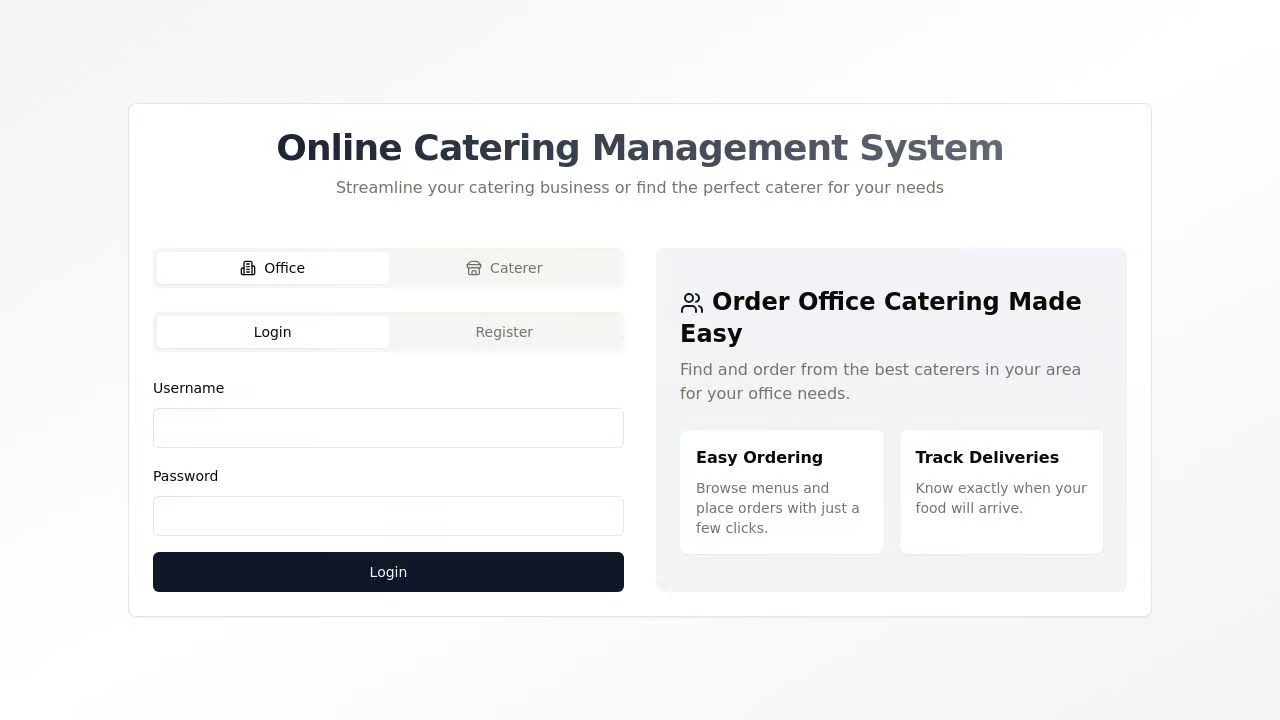 Online Catering Management System
Streamline your catering business or find the perfect caterer for your needs
Office
Caterer
Login
Register
Username
Password
Login
Order Office Catering Made
Easy
Find and order from the best caterers in your area
for your office needs.
Easy Ordering
Browse menus and
place orders with just a
few clicks.
Track Deliveries
Know exactly when your
food will arrive.